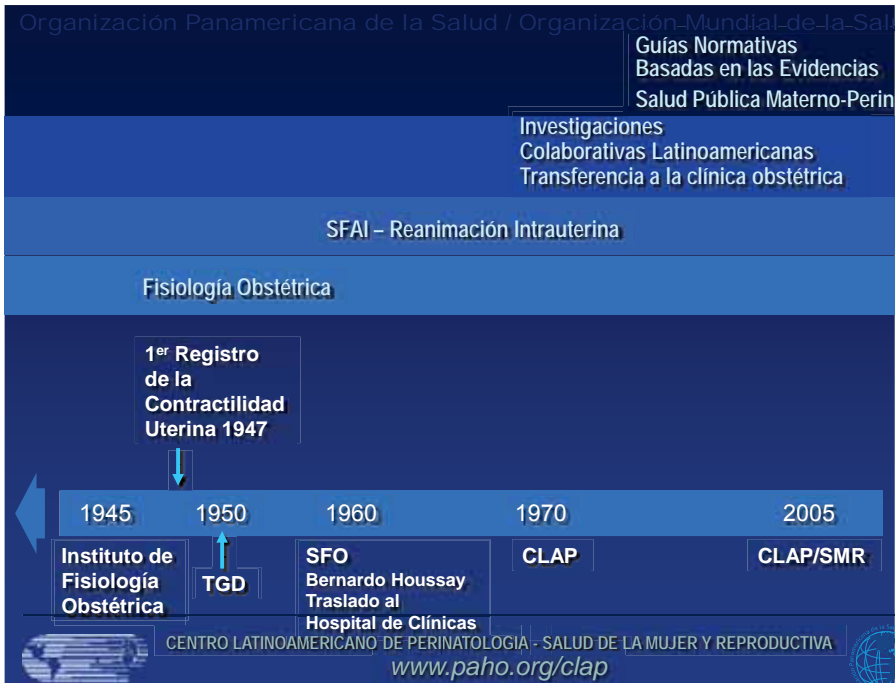 Organización Panamericana de la Salud / Organización Mundial de la Sal
Guías Normativas
Basadas en las Evidencias
Salud Pública Materno-Perin
Investigaciones
Colaborativas Latinoamericanas
Transferencia a la clínica obstétrica
SFAI – Reanimación Intrauterina
Fisiología Obstétrica
1er Registro
de la
Contractilidad
Uterina 1947
1945 1950 1960 1970 2005
Instituto de
Fisiología
Obstétrica
TGD
SFO
Bernardo Houssay
Traslado al
Hospital de Clínicas
CLAP
CLAP/SMR
CENTRO LATINOAMERICANO DE PERINATOLOGIA - SALUD DE LA MUJER Y REPRODUCTIVA
www.paho.org/clap